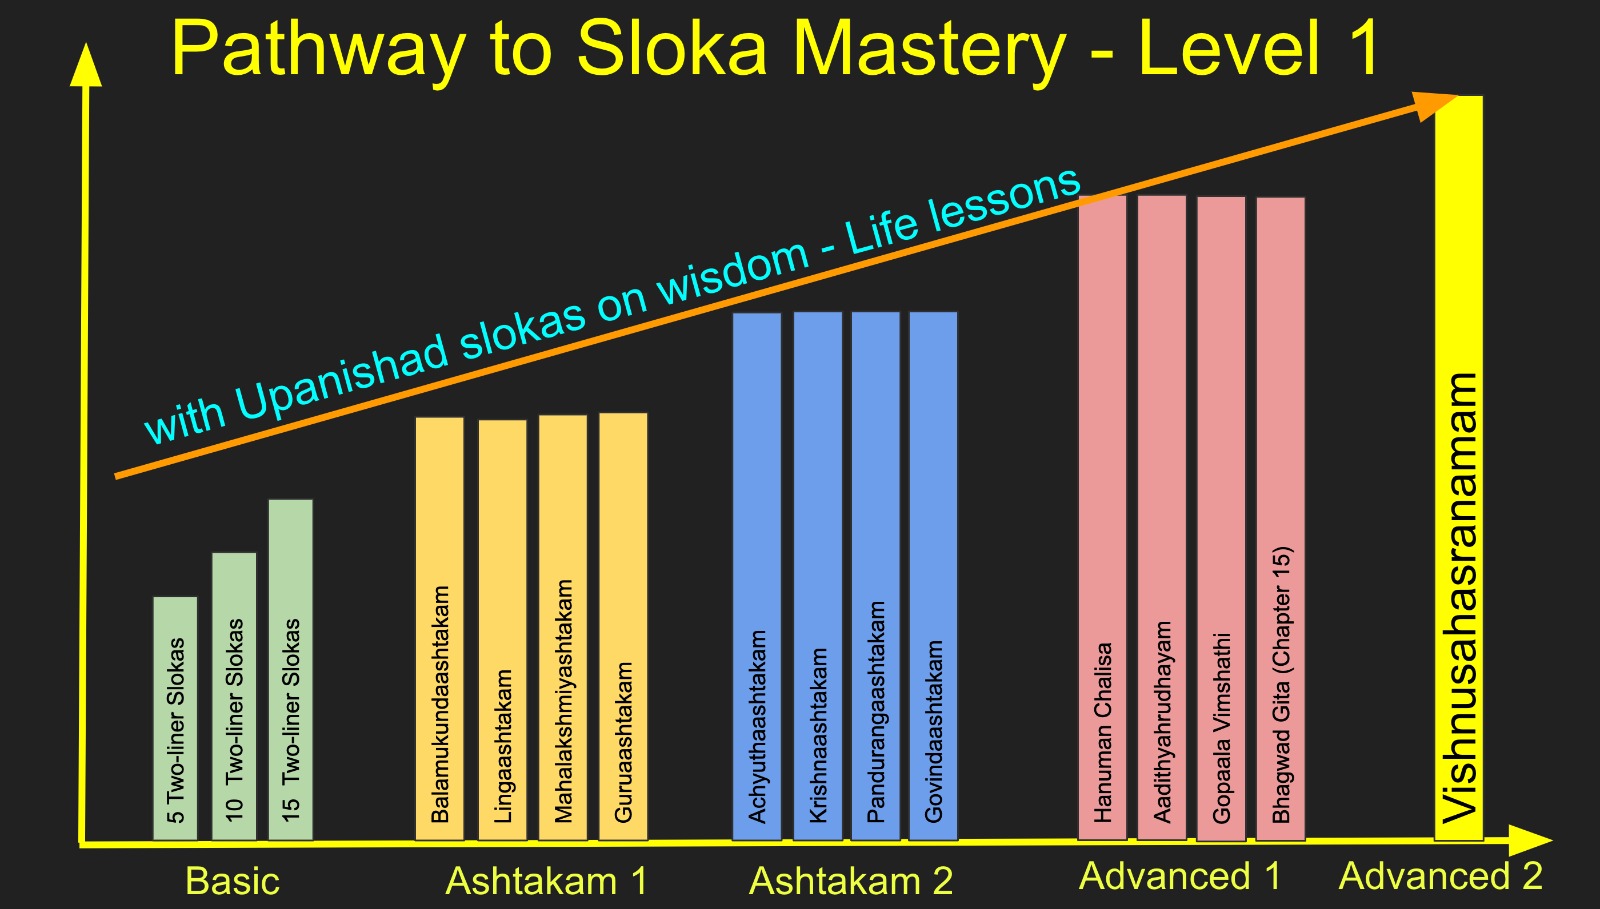 Pathway to Sloka Mastery - Level 1
with Upanishad slokas on wisdom - Life lessons
5 Two-liner Slokas
10 Two-liner Slokas
15 Two-liner Slokas
Balamukundaashtakam
Lingaashtakam
Mahalakshmiyashtakam
Guruaashtakam
Achyuthaashtakam
Krishnaashtakam
Pandurangaashtakam
Govindaashtakam
Hanuman Chalisa
Aadithyahrudhayam
Gopaala Vimshathi
Bhagwad Gita (Chapter 15)
Vishnusahasranamam
Basic
Ashtakam 1
Ashtakam 2
Advanced 1
Advanced 2